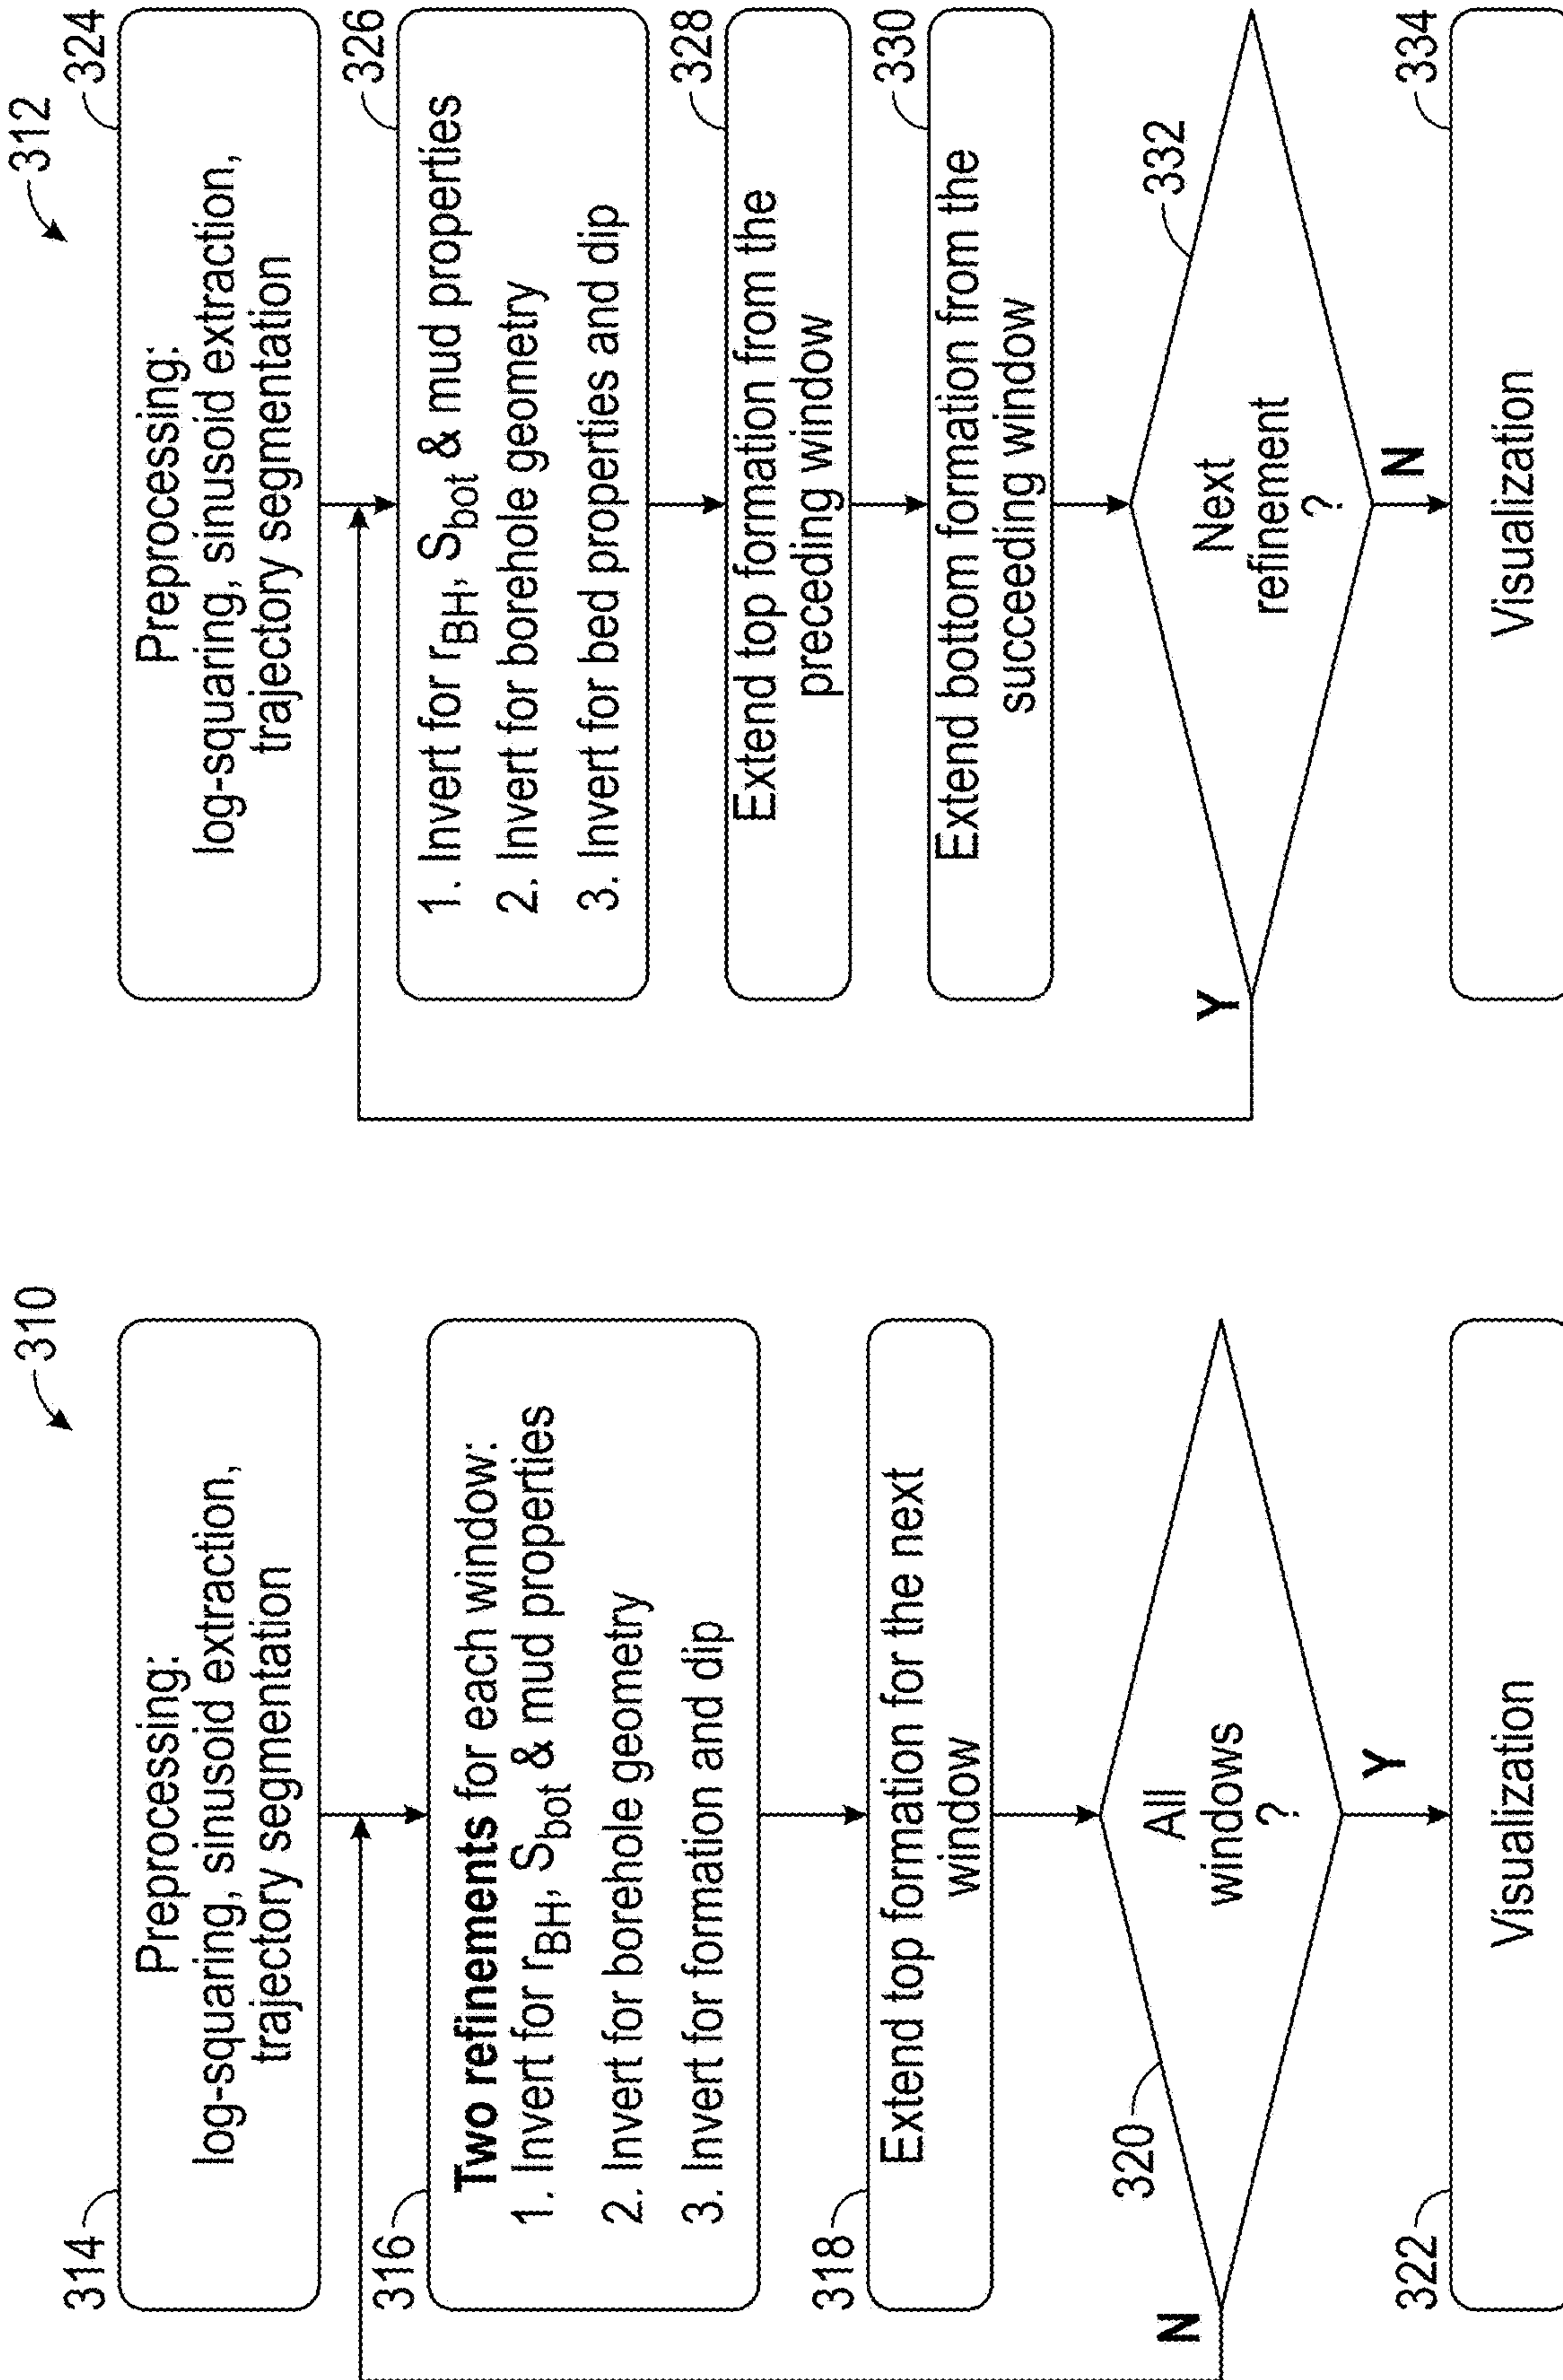 310
314
Preprocessing:
log-squaring, sinusoid extraction,
trajectory segmentation
316
Two refinements for each window:
1. Invert for rBH, Sbot & mud properties
2. Invert for borehole geometry
3. Invert for formation and dip
318
Extend top formation for the next
window
320
All
windows
?
N
Y
322
Visualization
312
324
Preprocessing:
log-squaring, sinusoid extraction,
trajectory segmentation
326
1. Invert for rBH, Sbot & mud properties
2. Invert for borehole geometry
3. Invert for bed properties and dip
328
Extend top formation from the
preceding window
330
Extend bottom formation from the
succeeding window
332
Next
refinement
?
Y
N
334
Visualization